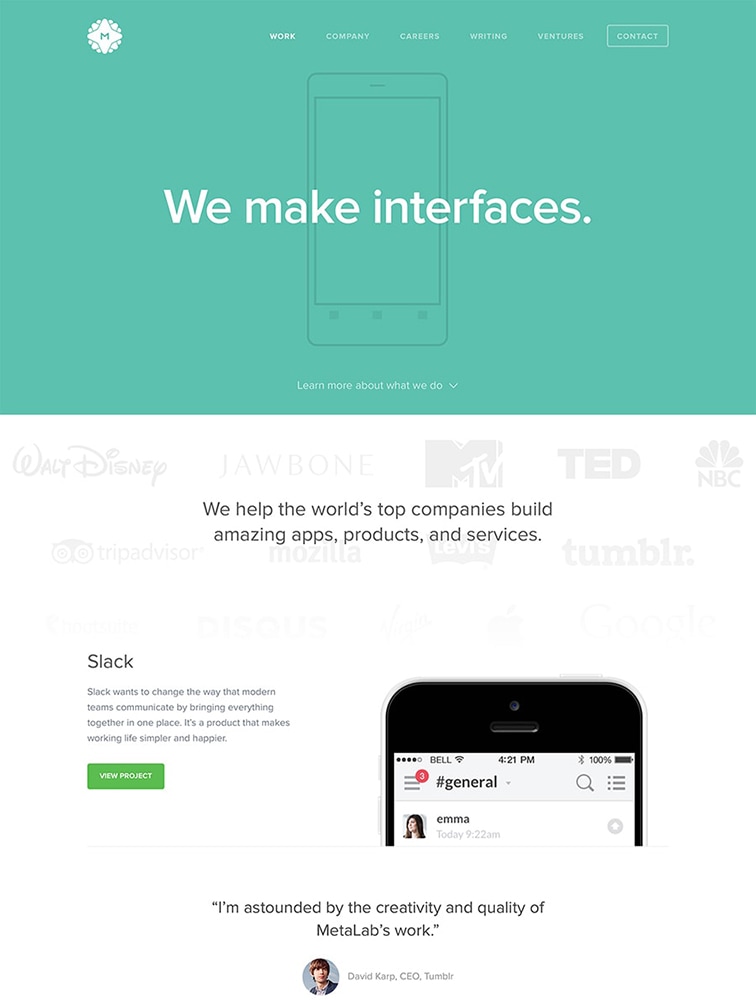 M
WORK
COMPANY
CAREERS
WRITING
VENTURES
CONTACT
We make interfaces.
Learn more about what we do
WALT DISNEY
JAWBONE
MTV
TED
NBC
We help the world’s top companies build
amazing apps, products, and services.
tripadvisor
mozilla
Levi's
tumblr.
DISQUS
Google
Slack
Slack wants to change the way that modern
teams communicate by bringing everything
together in one place. It’s a product that makes
working life simpler and happier.
VIEW PROJECT
BELL
4:21 PM
100%
3
#general
emma
Today 9:22am
“I’m astounded by the creativity and quality of
MetaLab’s work.”
David Karp, CEO, Tumblr